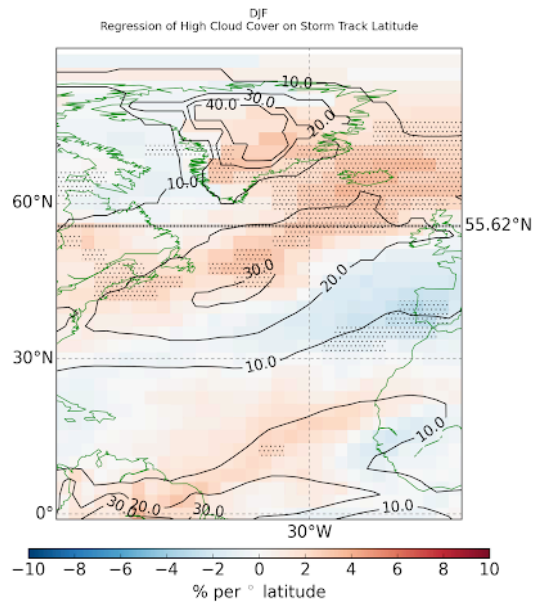 DJF
Regression of High Cloud Cover on Storm Track Latitude
10.0
40.0
30.0
20.0
10.0
60°N
55.62°N
30.0
20.0
30°N
10.0
10.0
30.0
20.0
30.0
10.0
0°
30°W
−10 −8 −6 −4 −2 0 2 4 6 8 10
% per ° latitude